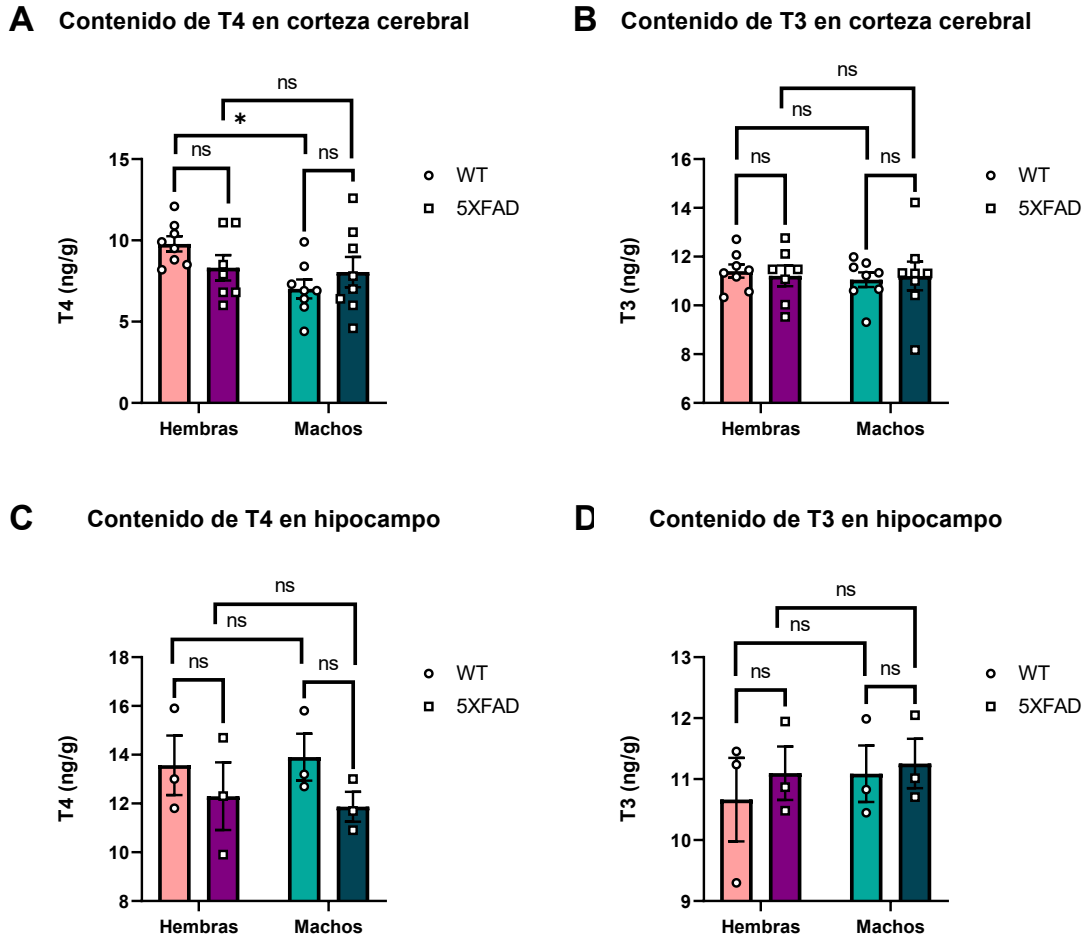 A Contenido de T4 en corteza cerebral
ns
*
ns
ns
15
10
5
0
T4 (ng/g)
Hembras Machos
WT
5XFAD
B Contenido de T3 en corteza cerebral
ns
ns
ns
ns
16
14
12
10
8
6
T3 (ng/g)
Hembras Machos
WT
5XFAD
C Contenido de T4 en hipocampo
ns
ns
ns
ns
18
16
14
12
10
8
T4 (ng/g)
Hembras Machos
WT
5XFAD
D Contenido de T3 en hipocampo
ns
ns
ns
ns
13
12
11
10
9
T3 (ng/g)
Hembras Machos
WT
5XFAD